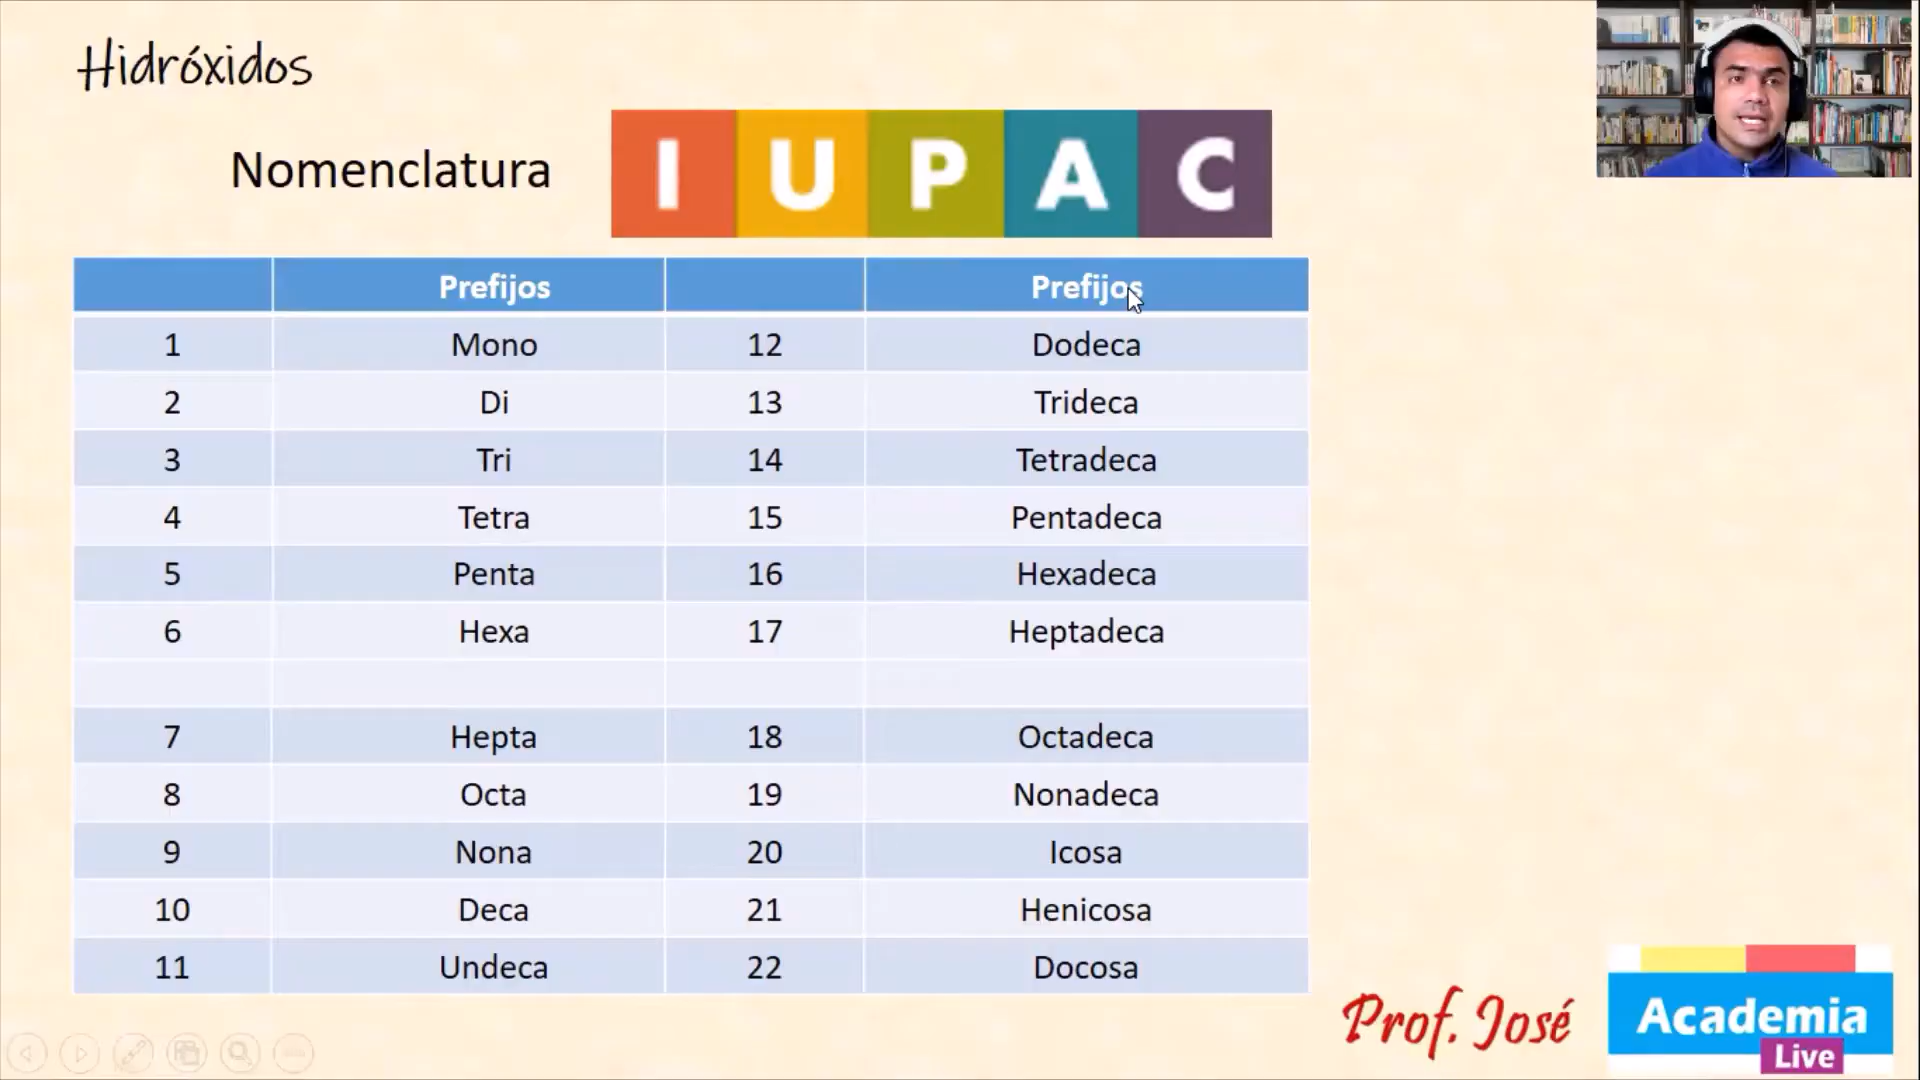 Hidróxidos
Nomenclatura
IUPAC
Prefijos Prefijos
1 Mono 12 Dodeca
2 Di 13 Trideca
3 Tri 14 Tetradeca
4 Tetra 15 Pentadeca
5 Penta 16 Hexadeca
6 Hexa 17 Heptadeca
7 Hepta 18 Octadeca
8 Octa 19 Nonadeca
9 Nona 20 Icosa
10 Deca 21 Henicosa
11 Undeca 22 Docosa
Prof. José
Academia
Live